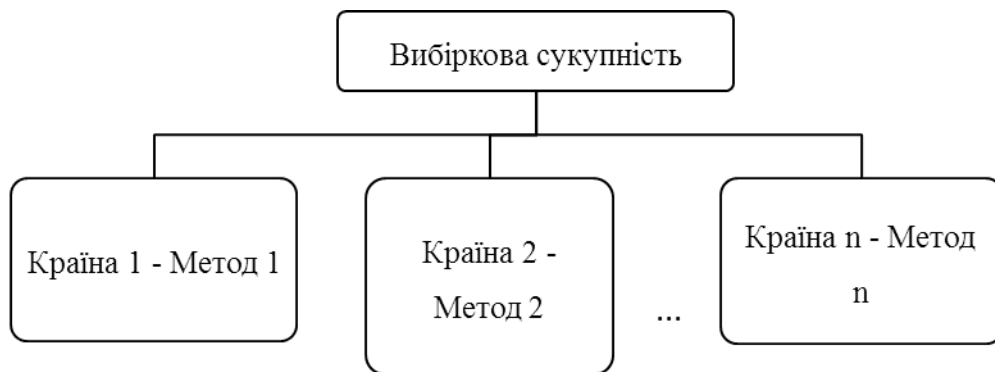 Вибіркова сукупність
Країна 1 - Метод 1
Країна 2 -
Метод 2
...
Країна n - Метод
n